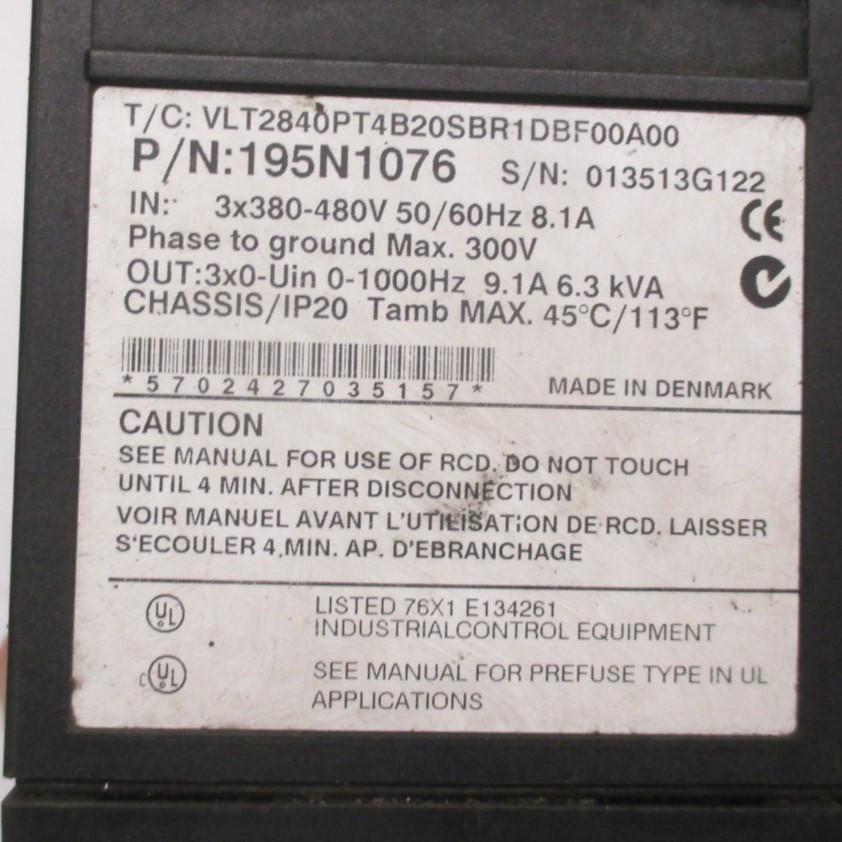 T/C: VLT2840PT4B20SBR1DBF00A00
P/N:195N1076 S/N: 013513G122
IN: 3x380-480V 50/60Hz 8.1A
CE
Phase to ground Max. 300V
OUT:3x0-Uin 0-1000Hz 9.1A 6.3 kVA
CHASSIS/IP20 Tamb MAX. 45°C/113°F
*5702427035157* MADE IN DENMARK
CAUTION
SEE MANUAL FOR USE OF RCD. DO NOT TOUCH
UNTIL 4 MIN. AFTER DISCONNECTION
VOIR MANUEL AVANT L'UTILISATION DE RCD. LAISSER
S'ECOULER 4.MIN. AP. D'EBRANCHAGE
UL LISTED 76X1 E134261
INDUSTRIALCONTROL EQUIPMENT
c UL SEE MANUAL FOR PREFUSE TYPE IN UL
APPLICATIONS